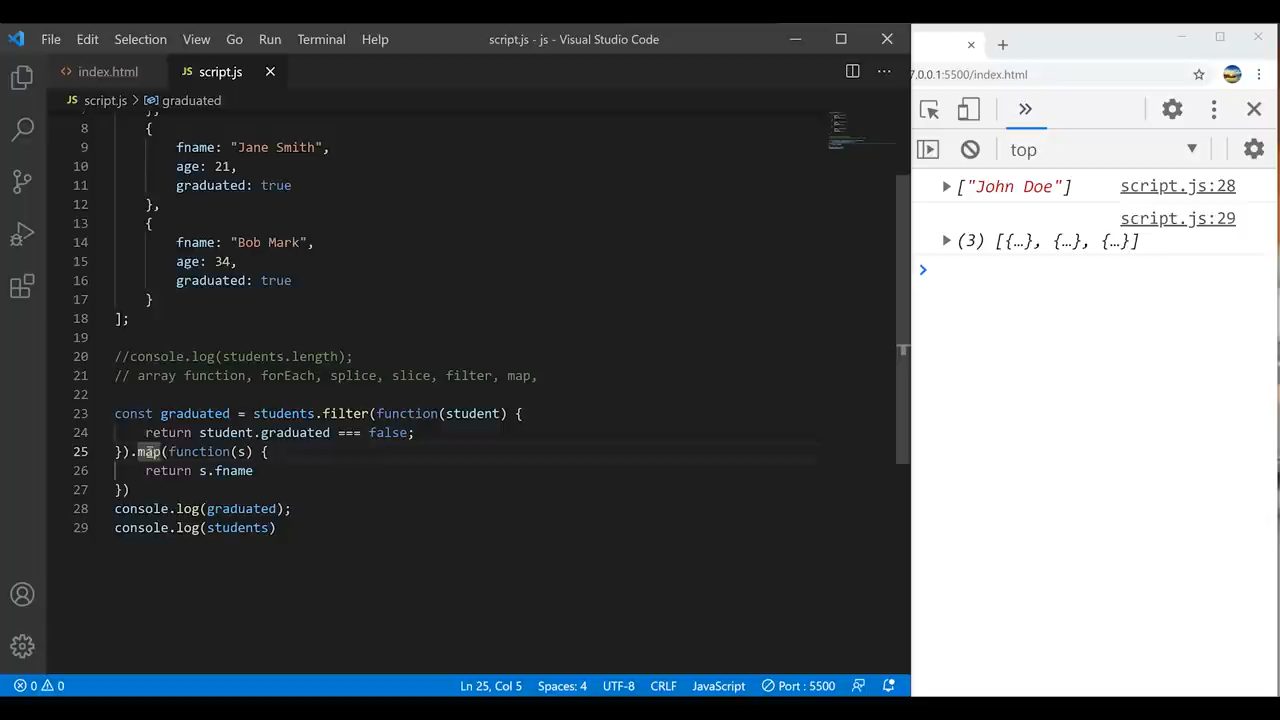 File Edit Selection View Go Run Terminal Help script.js - js - Visual Studio Code
index.html
script.js
script.js
graduated
8 {
9 fname: "Jane Smith",
10 age: 21,
11 graduated: true
12 },
13 {
14 fname: "Bob Mark",
15 age: 34,
16 graduated: true
17 }
18 ];
19
20 //console.log(students.length);
21 // array function, forEach, splice, slice, filter, map,
22
23 const graduated = students.filter(function(student) {
24 return student.graduated === false;
25 }).map(function(s) {
26 return s.fname
27 })
28 console.log(graduated);
29 console.log(students)
0 0
Ln 25, Col 5 Spaces: 4 UTF-8 CRLF JavaScript Port : 5500
7.0.0.1:5500/index.html
top
["John Doe"] script.js:28
script.js:29
(3) [{…}, {…}, {…}]